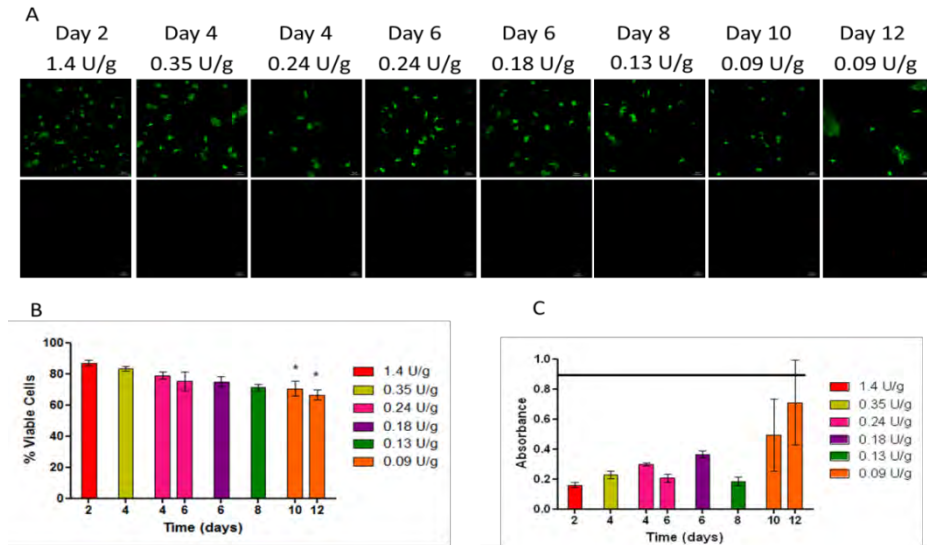 A
Day 2 Day 4 Day 4 Day 6 Day 6 Day 8 Day 10 Day 12
1.4 U/g 0.35 U/g 0.24 U/g 0.24 U/g 0.18 U/g 0.13 U/g 0.09 U/g 0.09 U/g
B
% Viable Cells
100
80
60
40
20
0
* *
2 4 4 6 6 8 10 12
Time (days)
1.4 U/g
0.35 U/g
0.24 U/g
0.18 U/g
0.13 U/g
0.09 U/g
C
Absorbance
1.0
0.8
0.6
0.4
0.2
0.0
2 4 4 6 6 8 10 12
Time (days)
1.4 U/g
0.35 U/g
0.24 U/g
0.18 U/g
0.13 U/g
0.09 U/g